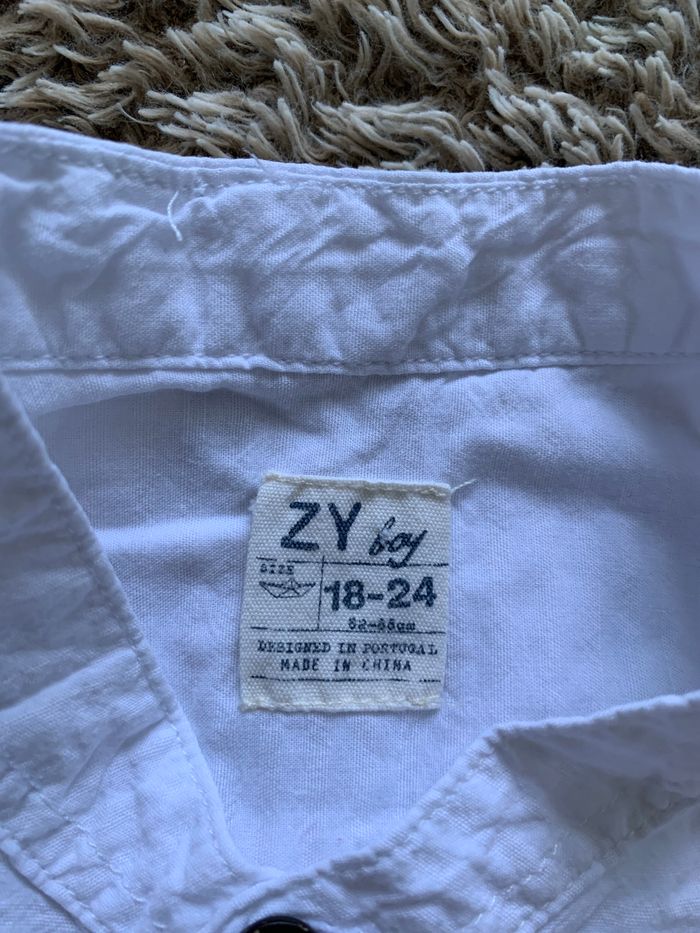 ZY boy
SIZE
18-24
DESIGNED IN PORTUGAL
MADE IN CHINA